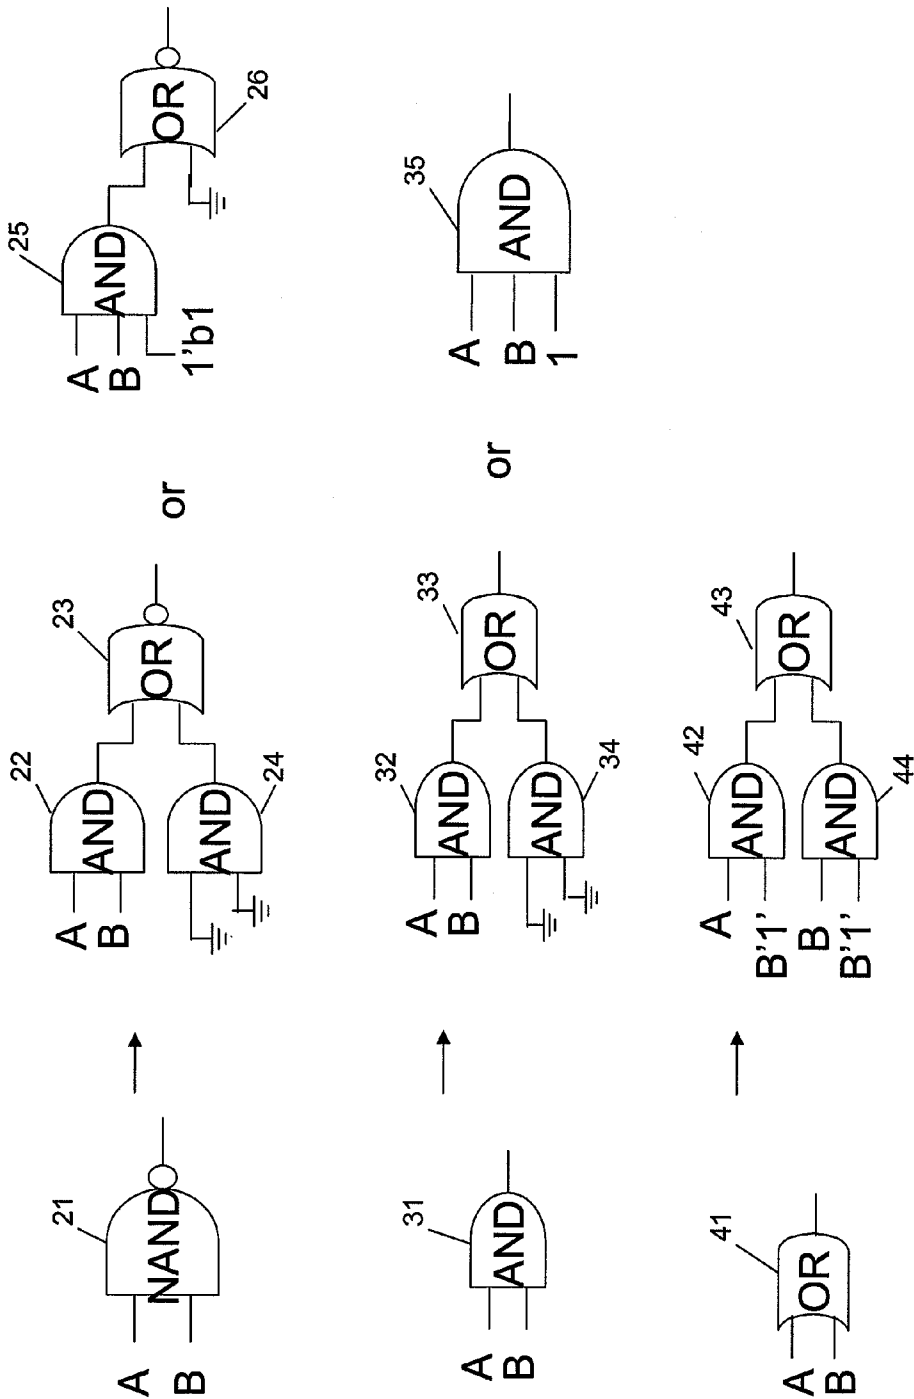 21
A
B
NAND
22
A
B
AND
23
OR
AND
24
or
25
A
B
1'b1
AND
OR
26
31
A
B
AND
32
A
B
AND
33
OR
AND
34
or
35
A
B
1
AND
41
A
B
OR
42
A
B'1'
AND
43
OR
B
B'1'
AND
44